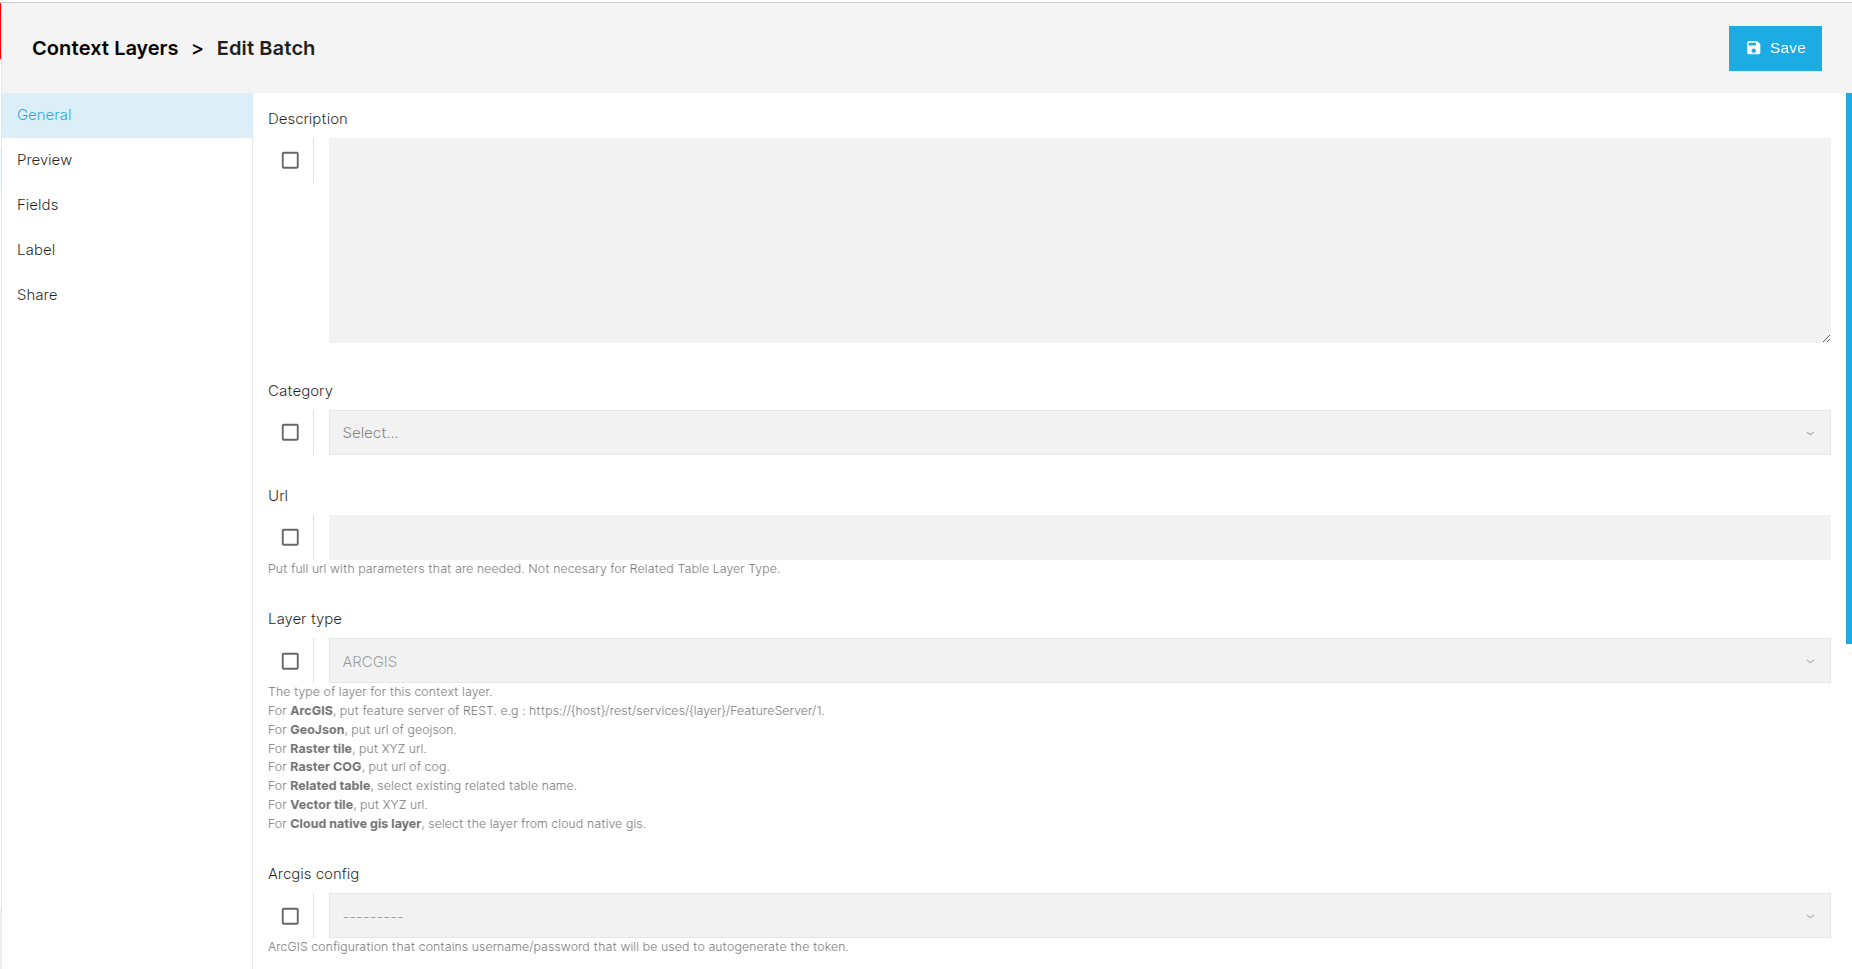 Context Layers > Edit Batch
Save
General
Preview
Fields
Label
Share
Description
Category
Select...
Url
Put full url with parameters that are needed. Not necesary for Related Table Layer Type.
Layer type
ARCGIS
The type of layer for this context layer.
For ArcGIS, put feature server of REST. e.g : https://{host}/rest/services/{layer}/FeatureServer/1.
For GeoJson, put url of geojson.
For Raster tile, put XYZ url.
For Raster COG, put url of cog.
For Related table, select existing related table name.
For Vector tile, put XYZ url.
For Cloud native gis layer, select the layer from cloud native gis.
Arcgis config
---------
ArcGIS configuration that contains username/password that will be used to autogenerate the token.